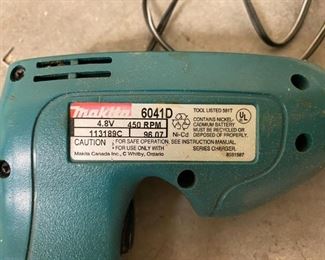 makita 6041D
4.8V 450 RPM
113189C 96.07
CAUTION FOR SAFE OPERATION, SEE INSTRUCTION MANUAL.
FOR USE ONLY WITH SERIES CHARGER.
Makita Canada Inc., Whitby, Ontario
TOOL LISTED 581T
CONTAINS NICKEL-
CADMIUM BATTERY
MUST BE RECYCLED OR
DISPOSED OF PROPERLY.
Ni-Cd
UL